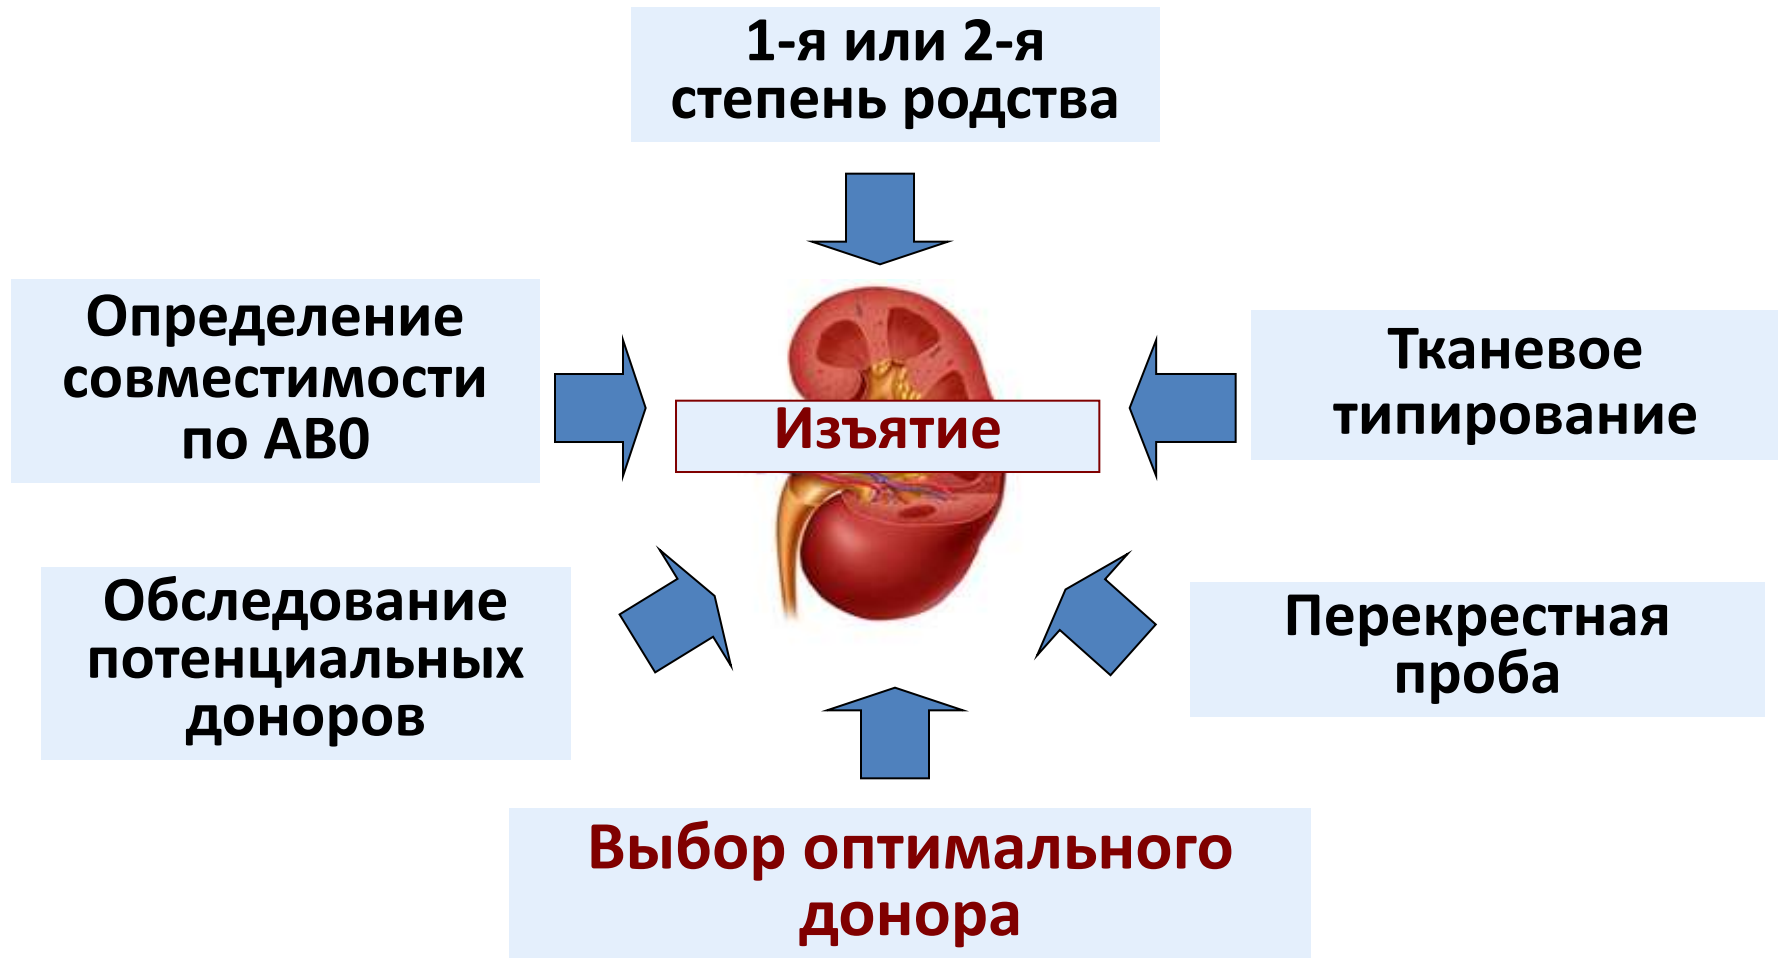 1-я или 2-я
степень родства
Определение
совместимости
по АВ0
Тканевое
типирование
Изъятие
Обследование
потенциальных
доноров
Перекрестная
проба
Выбор оптимального
донора